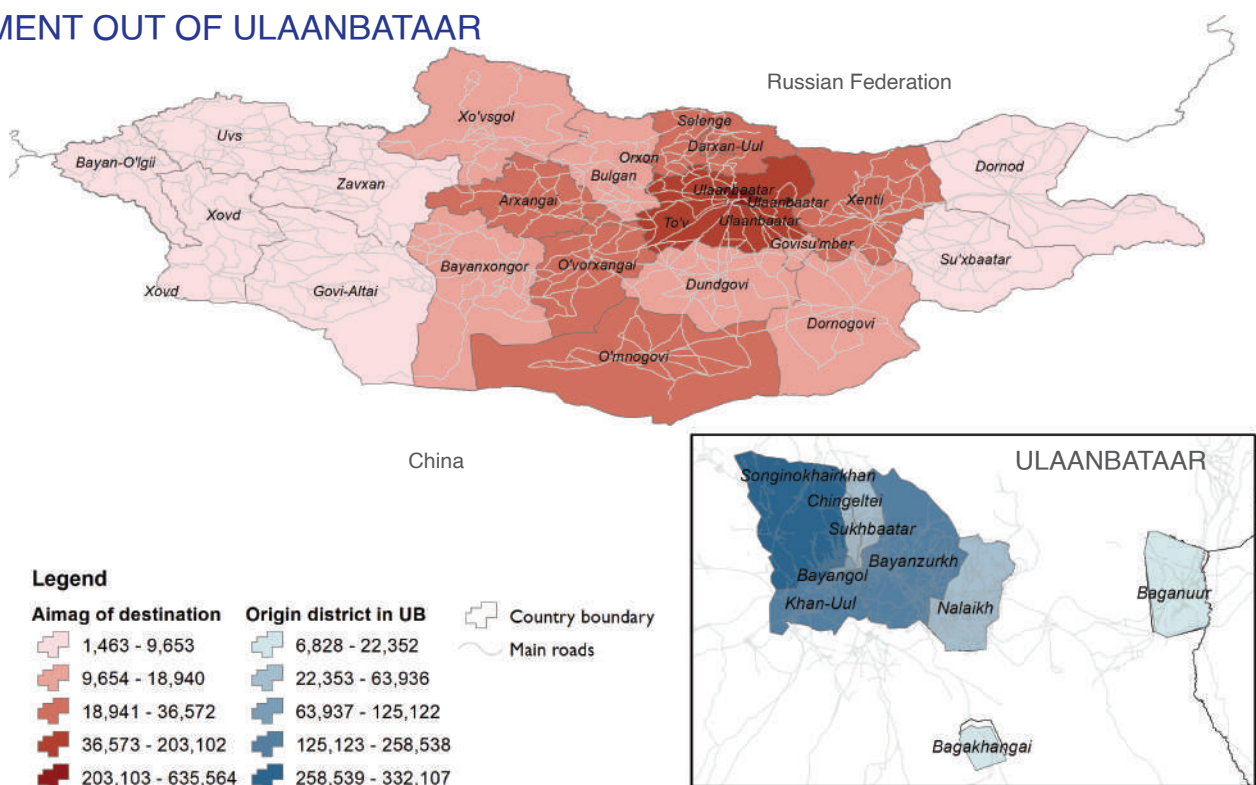 MENT OUT OF ULAANBATAAR
Russian Federation
Xo'vsgol
Selenge
Uvs
Darxan-Uul
Bayan-O'lgii
Orxon
Dornod
Bulgan
Zavxan
Ulaanbaatar
Arxangai
Ulaanbaatar
Xentii
Xovd
To'v
Ulaanbaatar
Govisu'mber
Su'xbaatar
Bayanxongor
O'vorxangai
Dundgovi
Xovd
Govi-Altai
Dornogovi
O'mnogovi
China
ULAANBATAAR
Songinokhairkhan
Chingeltei
Sukhbaatar
Bayanzurkh
Bayangol
Khan-Uul
Nalaikh
Baganuur
Bagakhangai
Legend
Aimag of destination
1,463 - 9,653
9,654 - 18,940
18,941 - 36,572
36,573 - 203,102
203,103 - 635,564
Origin district in UB
6,828 - 22,352
22,353 - 63,936
63,937 - 125,122
125,123 - 258,538
258,539 - 332,107
Country boundary
Main roads